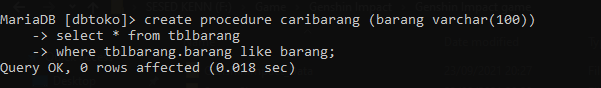 MariaDB [dbtoko]> create procedure caribarang (barang varchar(100))
    -> select * from tblbarang
    -> where tblbarang.barang like barang;
Query OK, 0 rows affected (0.018 sec)